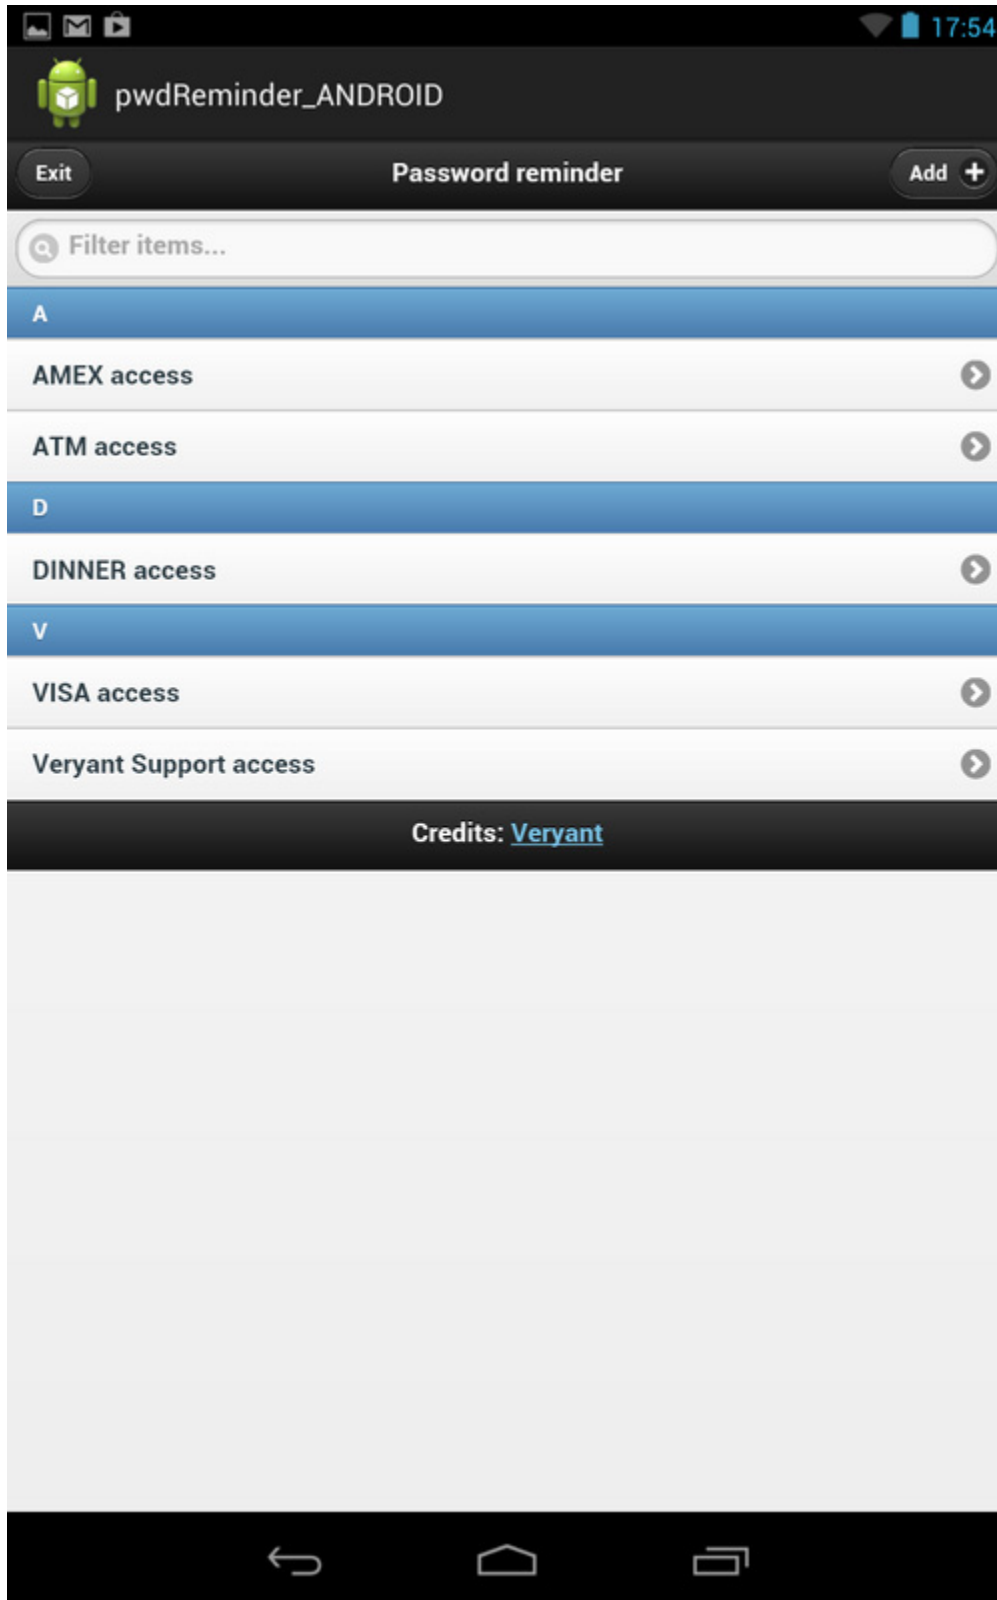 17:54
pwdReminder_ANDROID
Exit Password reminder Add
Filter items...
A
AMEX access
ATM access
D
DINNER access
V
VISA access
Veryant Support access
Credits: Veryant